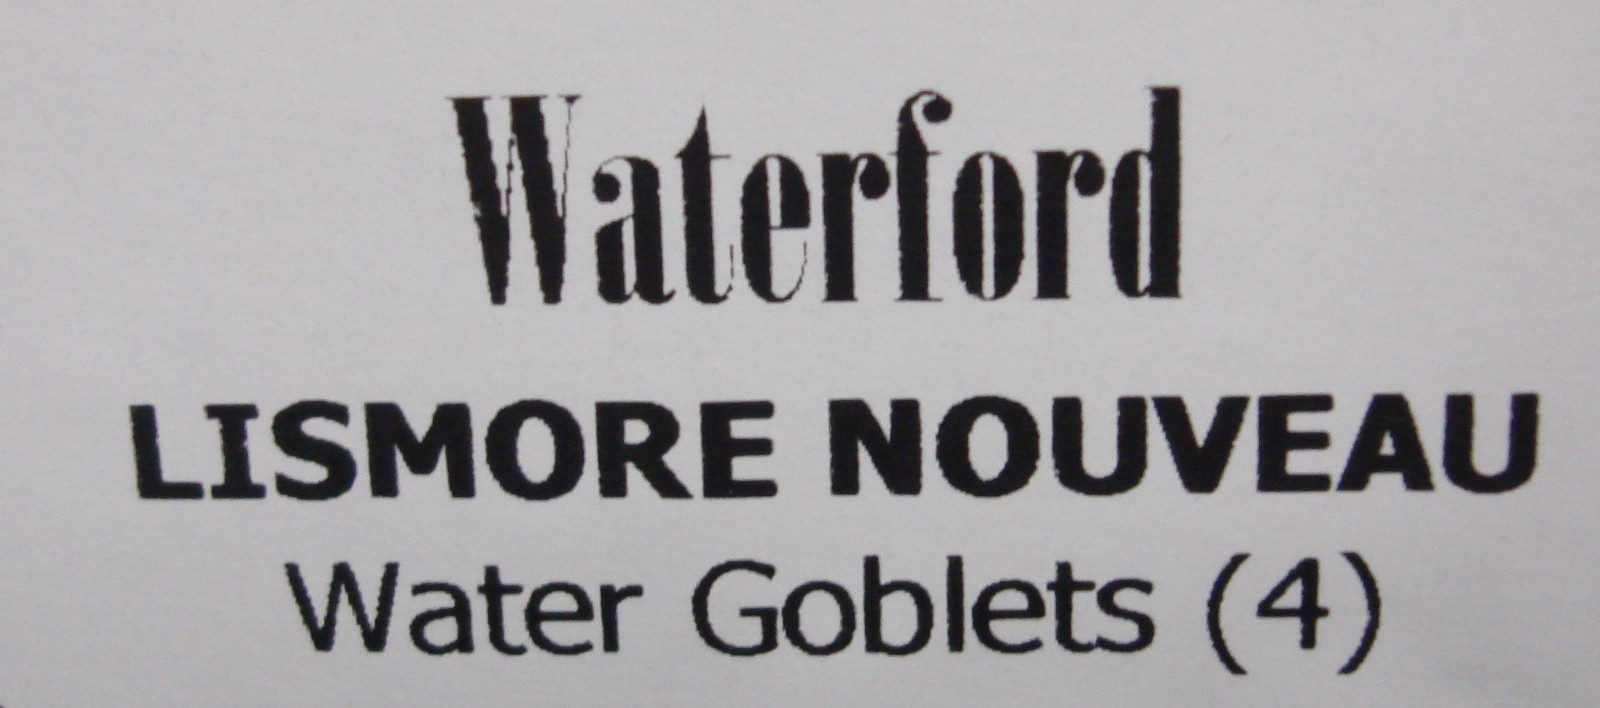 Waterford
LISMORE NOUVEAU
Water Goblets (4)